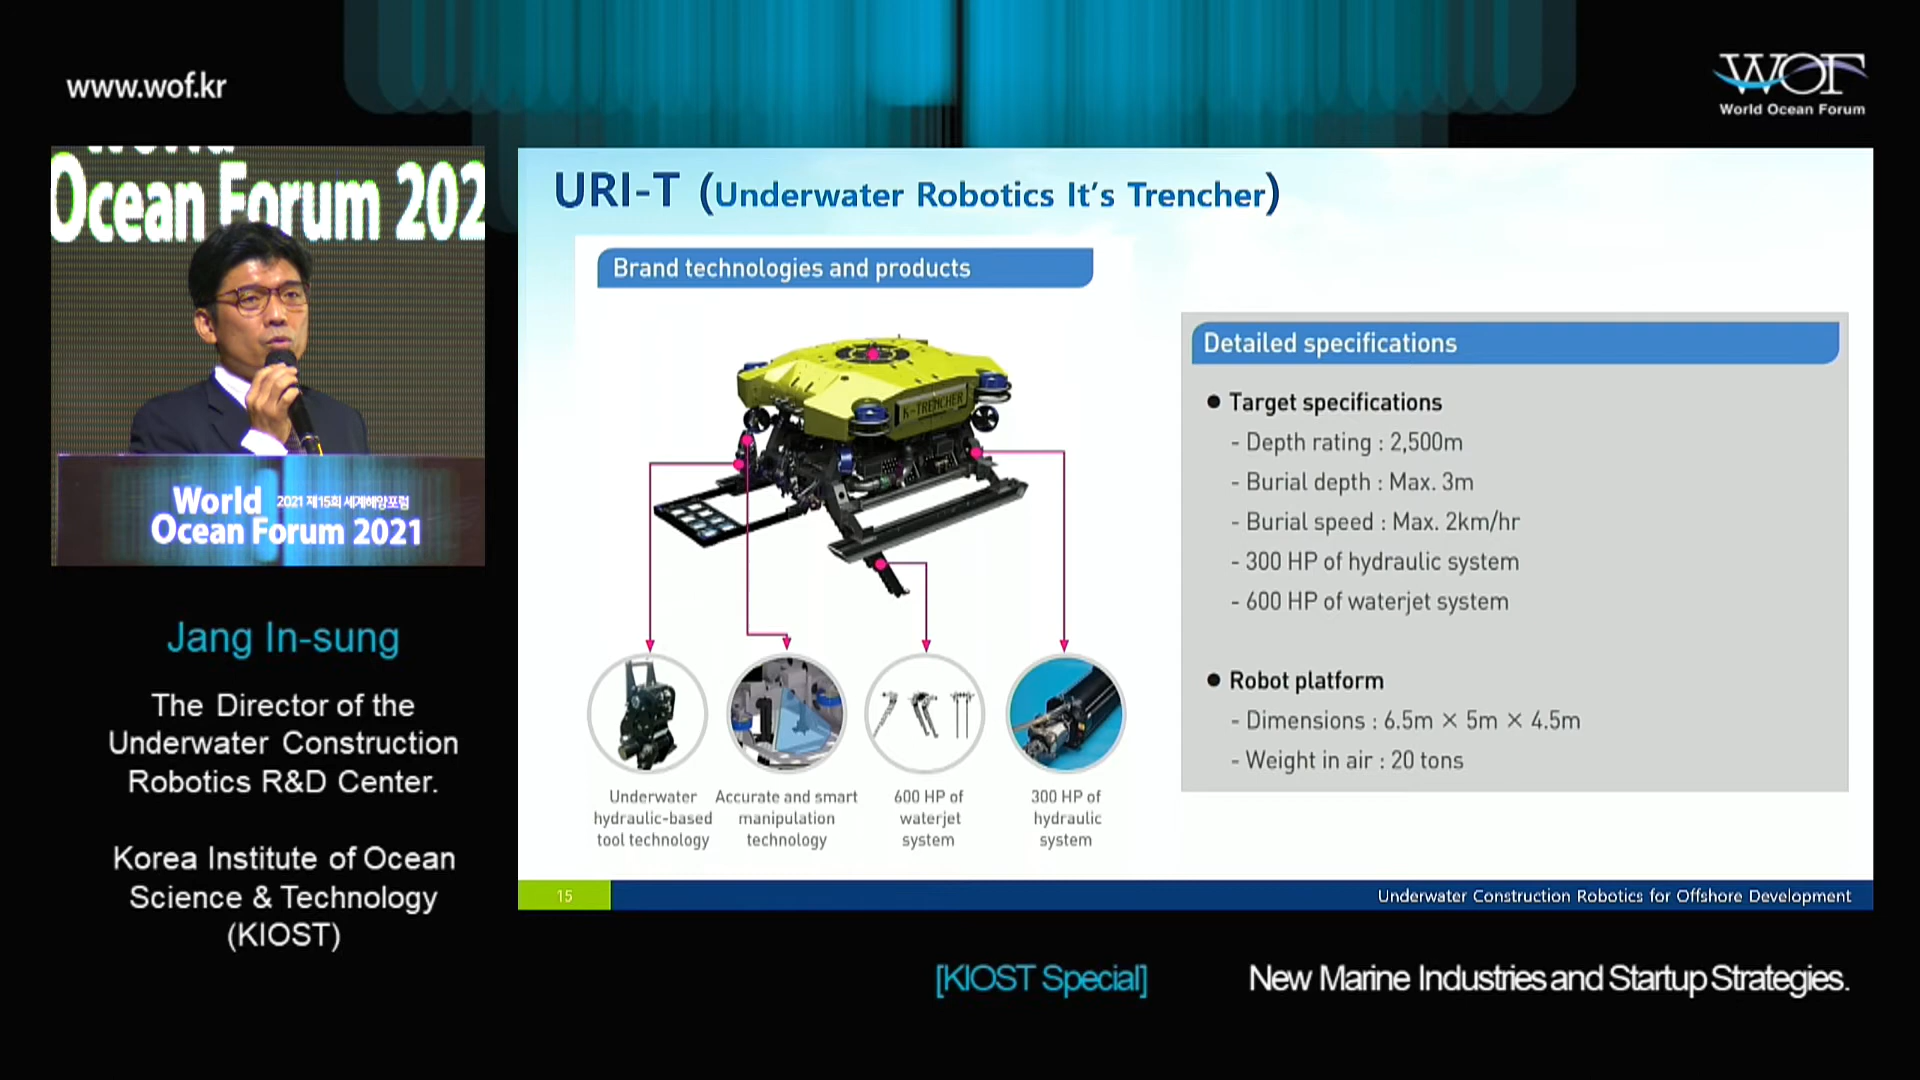 www.wof.kr
WOF
World Ocean Forum
World
Ocean Forum 202
World 2021 제15회 세계해양포럼
Ocean Forum 2021
Jang In-sung
The Director of the
Underwater Construction
Robotics R&D Center.
Korea Institute of Ocean
Science & Technology
(KIOST)
URI-T (Underwater Robotics It's Trencher)
Brand technologies and products
K-TRENCHER
Underwater
hydraulic-based
tool technology
Accurate and smart
manipulation
technology
600 HP of
waterjet
system
300 HP of
hydraulic
system
Detailed specifications
● Target specifications
- Depth rating : 2,500m
- Burial depth : Max. 3m
- Burial speed : Max. 2km/hr
- 300 HP of hydraulic system
- 600 HP of waterjet system
● Robot platform
- Dimensions : 6.5m × 5m × 4.5m
- Weight in air : 20 tons
15
Underwater Construction Robotics for Offshore Development
[KIOST Special] New Marine Industries and Startup Strategies.